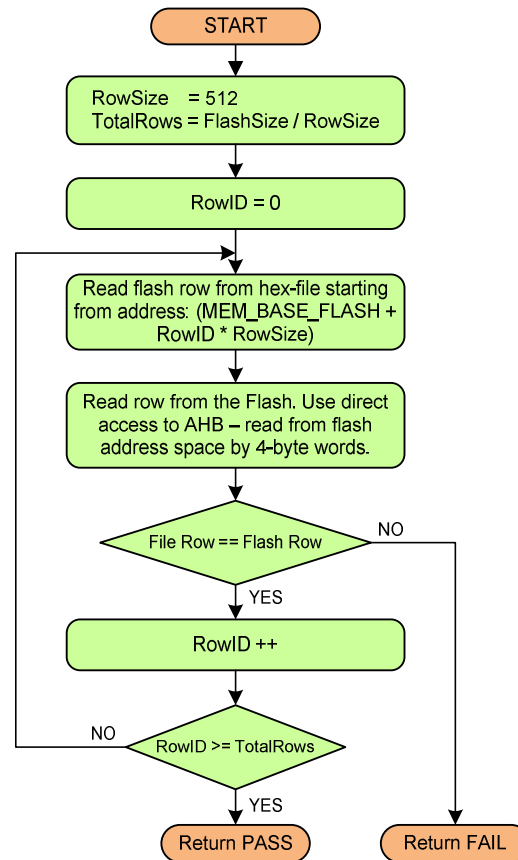 START
RowSize = 512
TotalRows = FlashSize / RowSize
RowID = 0
Read flash row from hex-file starting
from address: (MEM_BASE_FLASH +
RowID * RowSize)
Read row from the Flash. Use direct
access to AHB – read from flash
address space by 4-byte words.
File Row == Flash Row
NO
YES
RowID ++
NO
RowID >= TotalRows
YES
Return PASS
Return FAIL